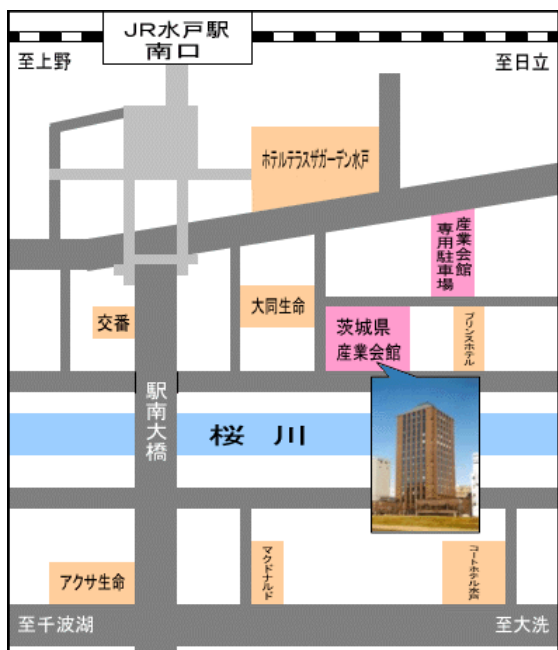 JR水戸駅
南口
至上野
至日立
ホテルテラスザガーデン水戸
産業会館
専用駐車場
大同生命
交番
茨城県
産業会館
プリンスホテル
駅南大橋
桜川
アクサ生命
マクドナルド
コートホテル水戸
至千波湖
至大洗